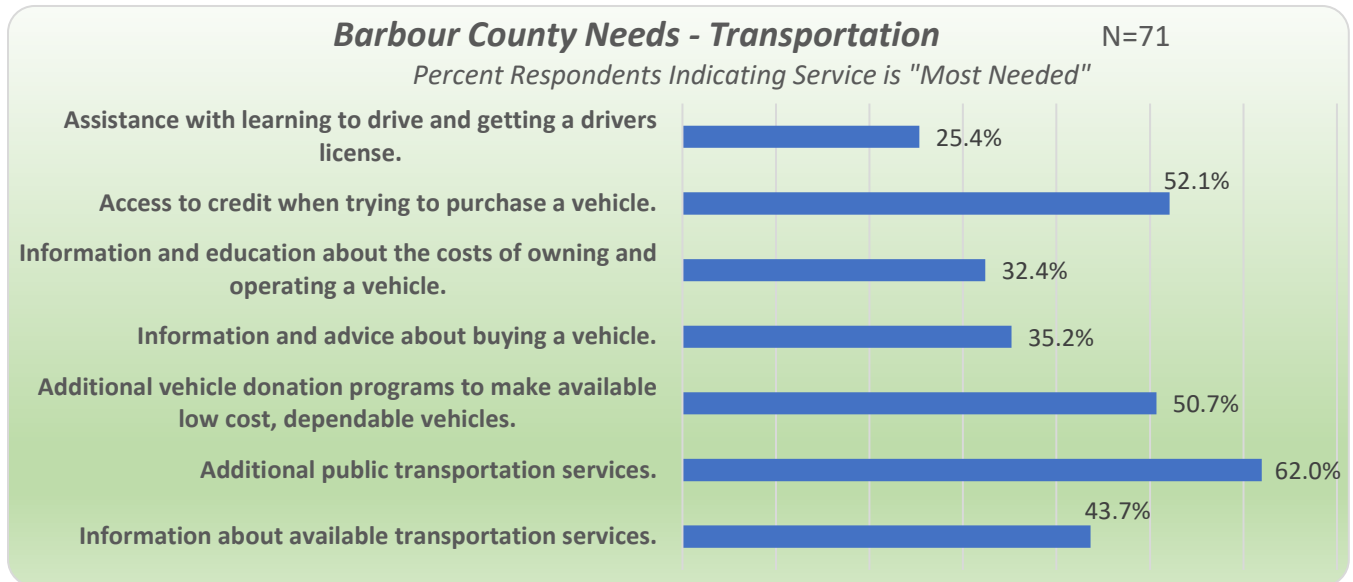 Barbour County Needs - Transportation N=71
Percent Respondents Indicating Service is "Most Needed"
Assistance with learning to drive and getting a drivers
license.
25.4%
Access to credit when trying to purchase a vehicle.
52.1%
Information and education about the costs of owning and
operating a vehicle.
32.4%
Information and advice about buying a vehicle.
35.2%
Additional vehicle donation programs to make available
low cost, dependable vehicles.
50.7%
Additional public transportation services.
62.0%
Information about available transportation services.
43.7%